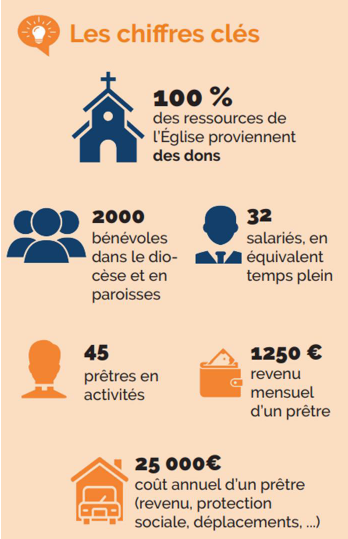 Les chiffres clés
100 %
des ressources de
l'Église proviennent
des dons
2000
bénévoles
dans le dio-
cèse et en
paroisses
32
salariés, en
équivalent
temps plein
45
prêtres en
activités
1250 €
revenu
mensuel
d'un prêtre
25 000€
coût annuel d'un prêtre
(revenu, protection
sociale, déplacements, ...)